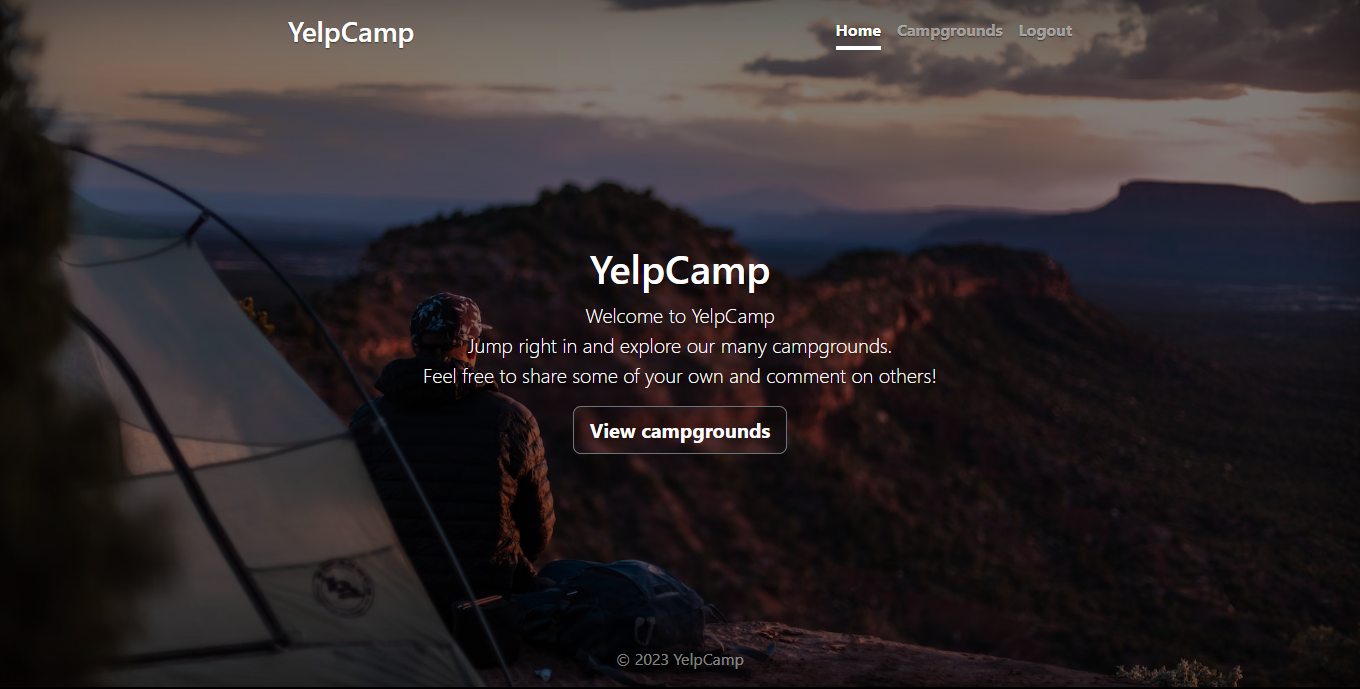 YelpCamp
Home Campgrounds Logout
YelpCamp
Welcome to YelpCamp
Jump right in and explore our many campgrounds.
Feel free to share some of your own and comment on others!
View campgrounds
© 2023 YelpCamp